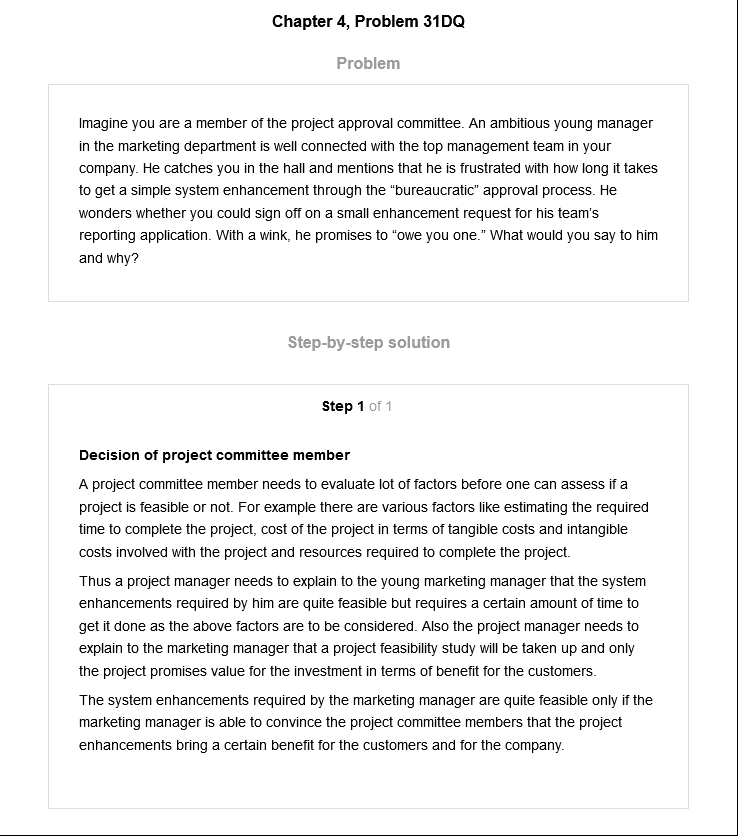 Chapter 4, Problem 31DQ
Problem
Imagine you are a member of the project approval committee. An ambitious young manager
in the marketing department is well connected with the top management team in your
company. He catches you in the hall and mentions that he is frustrated with how long it takes
to get a simple system enhancement through the “bureaucratic” approval process. He
wonders whether you could sign off on a small enhancement request for his team’s
reporting application. With a wink, he promises to “owe you one.” What would you say to him
and why?
Step-by-step solution
Step 1 of 1
Decision of project committee member
A project committee member needs to evaluate lot of factors before one can assess if a
project is feasible or not. For example there are various factors like estimating the required
time to complete the project, cost of the project in terms of tangible costs and intangible
costs involved with the project and resources required to complete the project.
Thus a project manager needs to explain to the young marketing manager that the system
enhancements required by him are quite feasible but requires a certain amount of time to
get it done as the above factors are to be considered. Also the project manager needs to
explain to the marketing manager that a project feasibility study will be taken up and only
the project promises value for the investment in terms of benefit for the customers.
The system enhancements required by the marketing manager are quite feasible only if the
marketing manager is able to convince the project committee members that the project
enhancements bring a certain benefit for the customers and for the company.